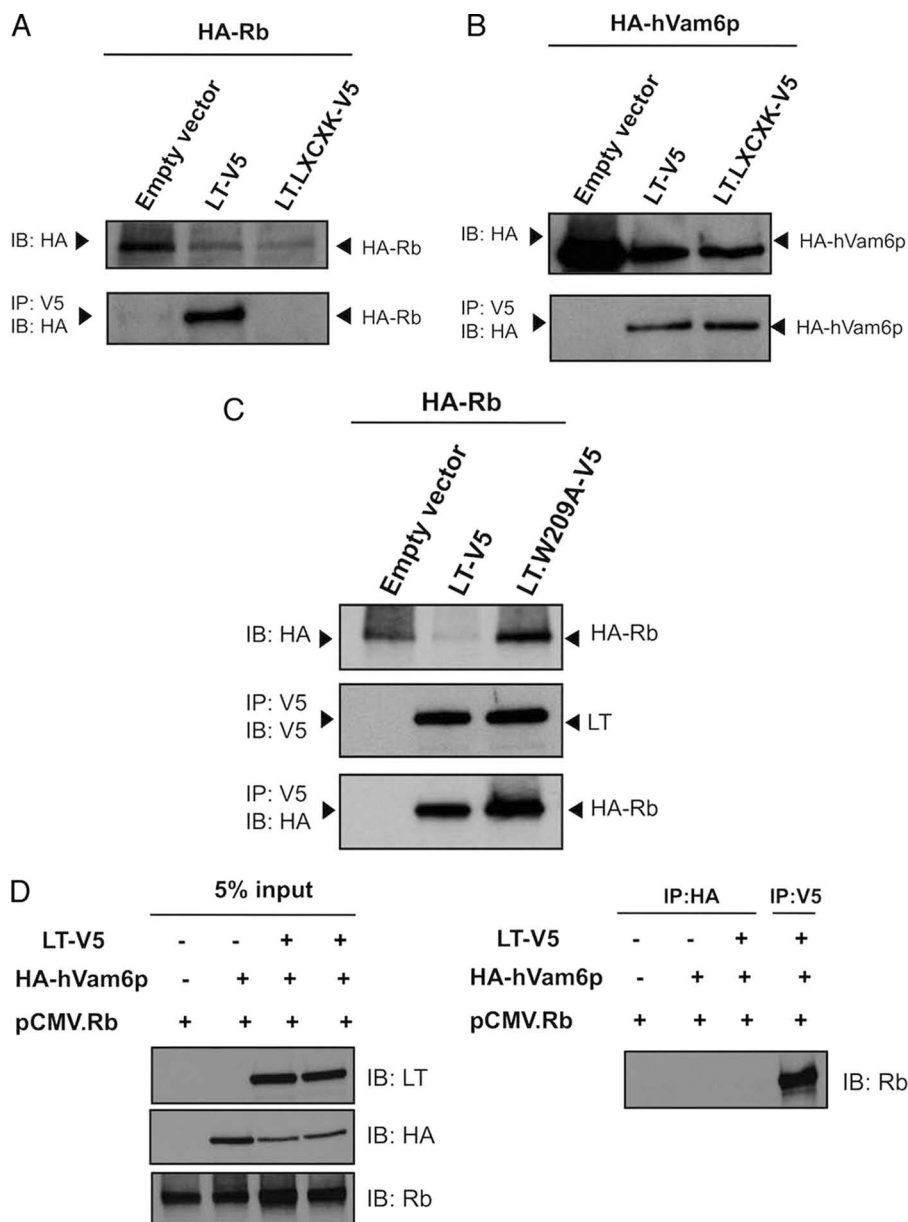 A
HA-Rb
Empty vector
LT-V5
LT.LXCXK-V5
IB: HA
HA-Rb
IP: V5
IB: HA
HA-Rb
B
HA-hVam6p
Empty vector
LT-V5
LT.LXCXK-V5
IB: HA
HA-hVam6p
IP: V5
IB: HA
HA-hVam6p
C
HA-Rb
Empty vector
LT-V5
LT.W209A-V5
IB: HA
HA-Rb
IP: V5
IB: V5
LT
IP: V5
IB: HA
HA-Rb
D
5% input
LT-V5 - - + +
HA-hVam6p - + + +
pCMV.Rb + + + +
IB: LT
IB: HA
IB: Rb
IP:HA IP:V5
LT-V5 - - + +
HA-hVam6p - + + +
pCMV.Rb + + + +
IB: Rb